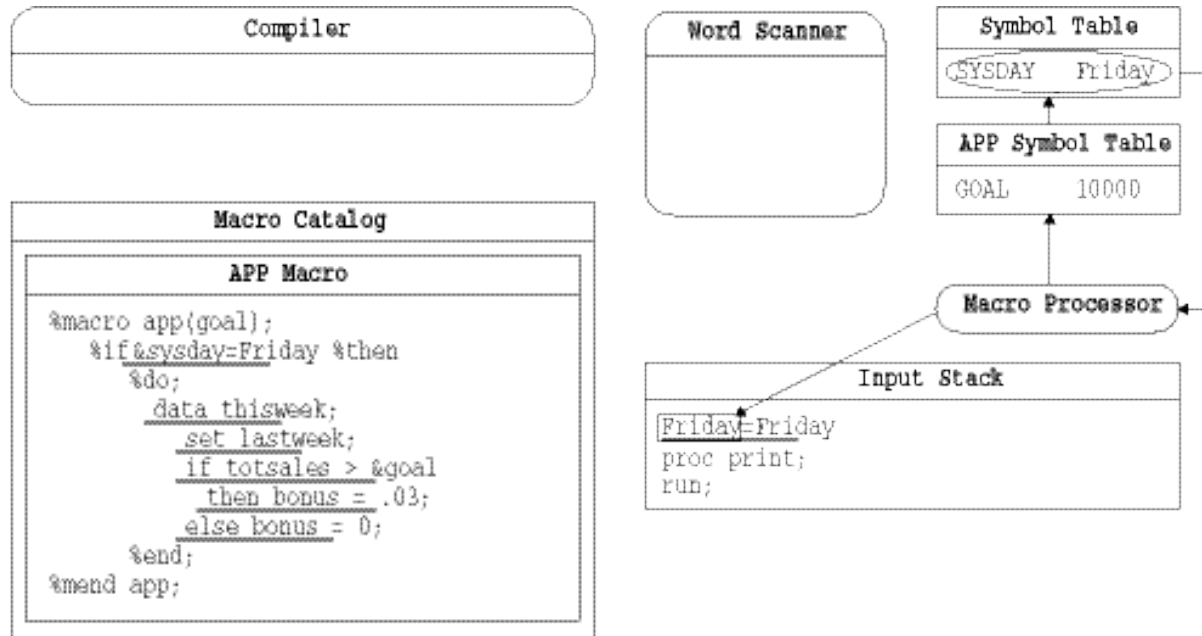 Compiler
Word Scanner
Symbol Table
SYSDAY Friday
APP Symbol Table
GOAL 10000
Macro Catalog
APP Macro
%macro app(goal);
%if &sysday=Friday %then
%do;
data thisweek;
set lastweek;
if totsales > &goal
then bonus = .03;
else bonus = 0;
%end;
%mend app;
Macro Processor
Input Stack
Friday=Friday
proc print;
run;